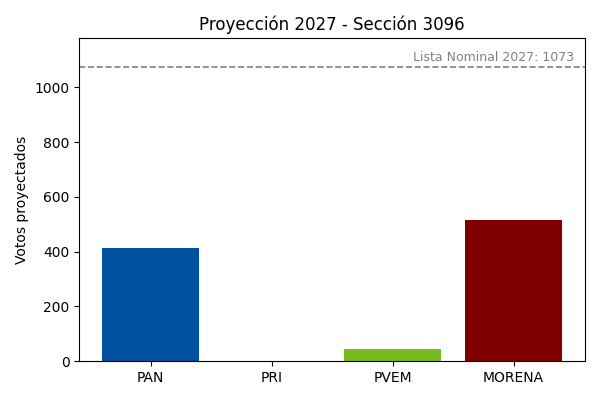 Proyección 2027 - Sección 3096
Lista Nominal 2027: 1073
Votos proyectados
1000
800
600
400
200
0
PAN PRI PVEM MORENA